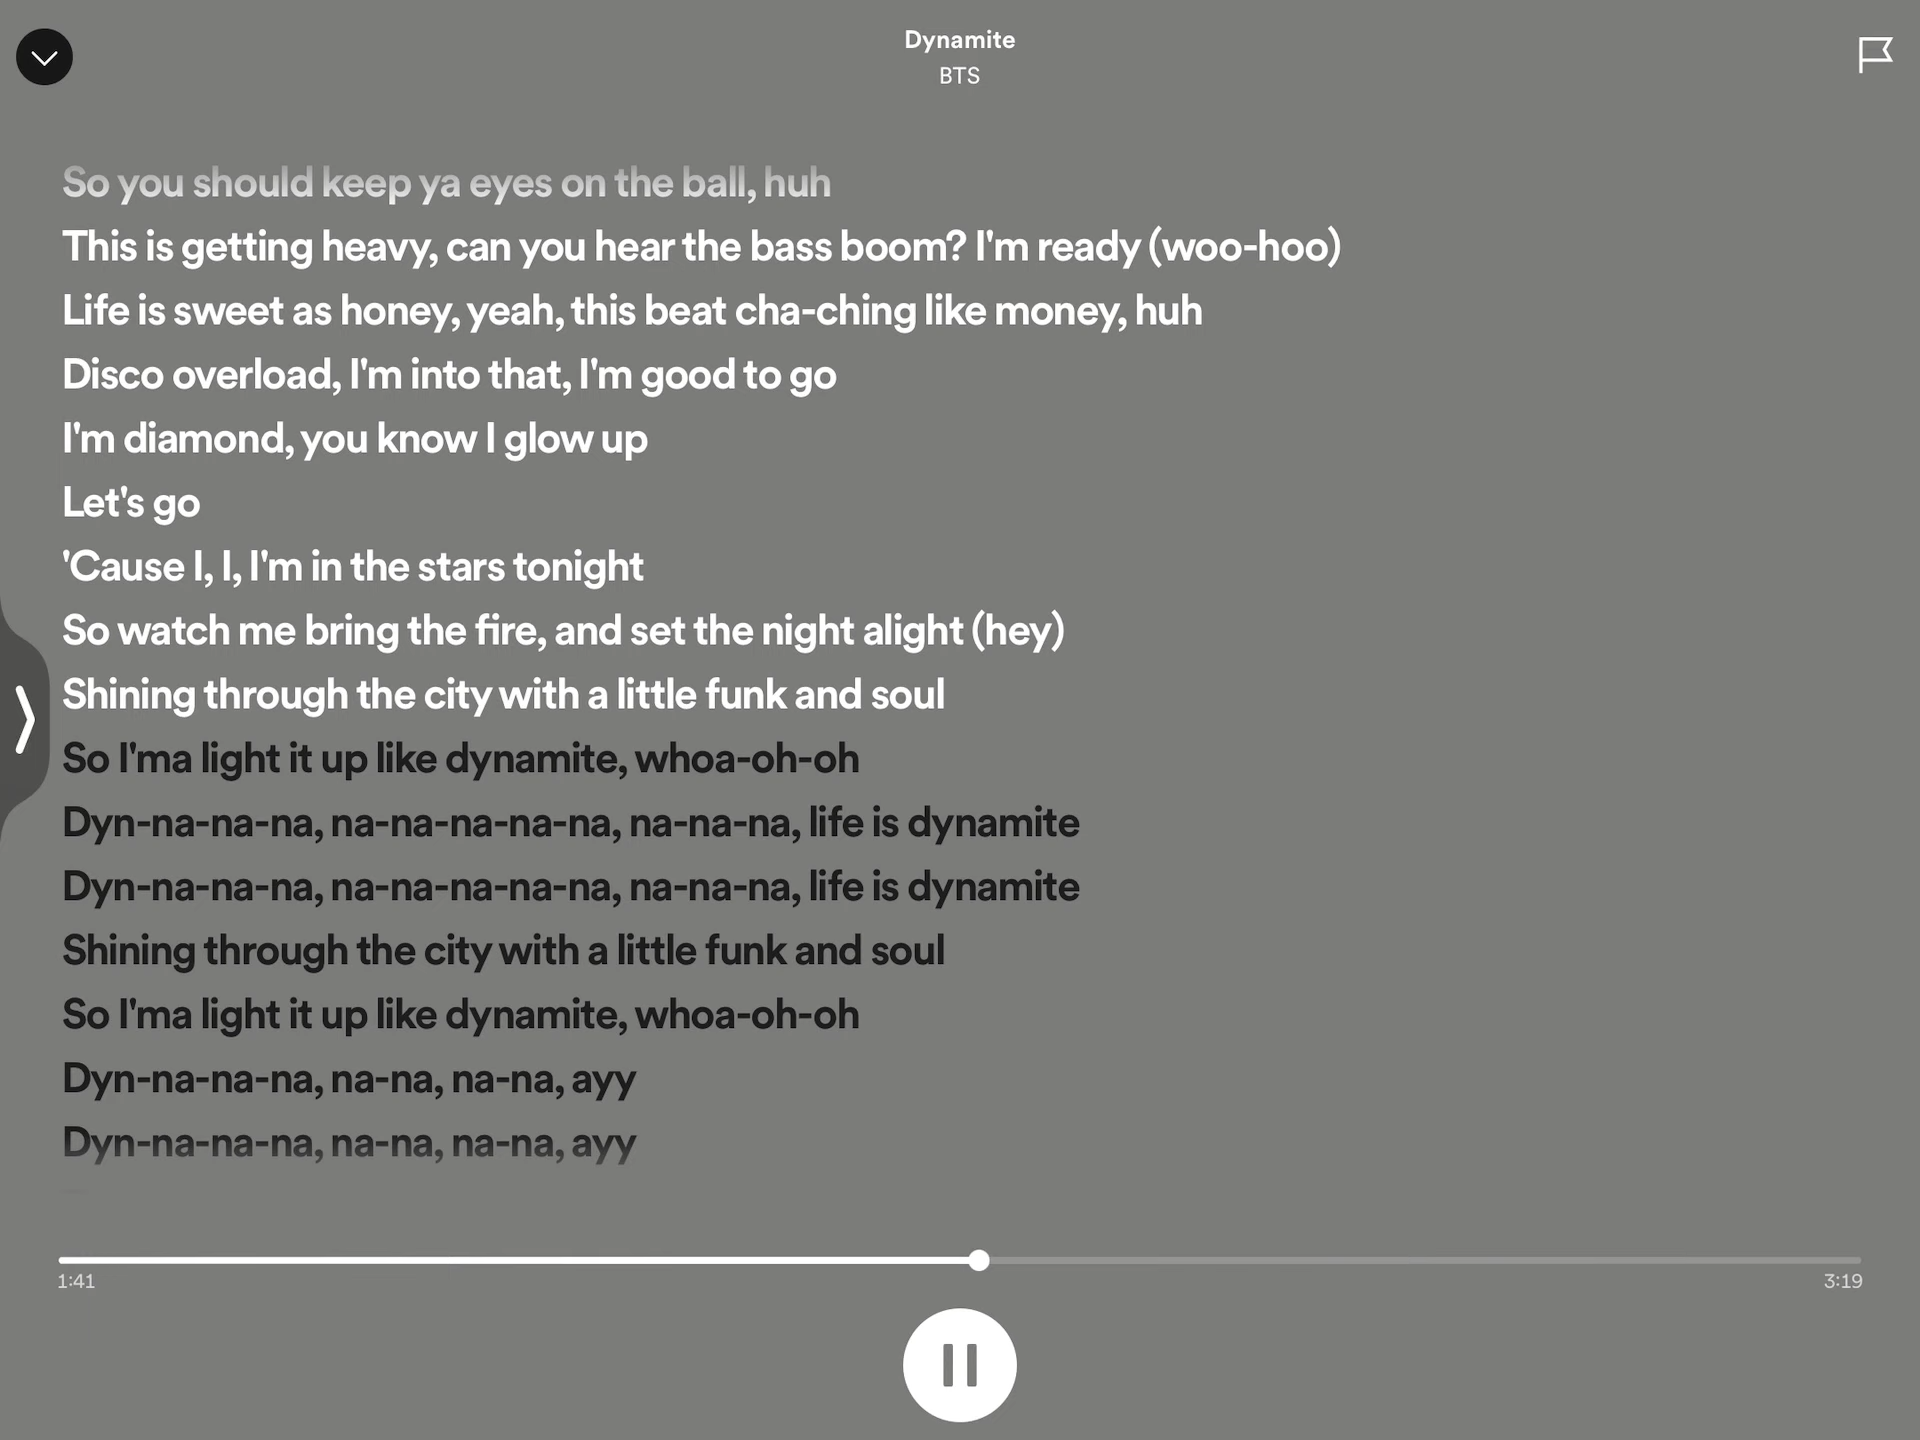 Dynamite
BTS
So you should keep ya eyes on the ball, huh
This is getting heavy, can you hear the bass boom? I'm ready (woo-hoo)
Life is sweet as honey, yeah, this beat cha-ching like money, huh
Disco overload, I'm into that, I'm good to go
I'm diamond, you know I glow up
Let's go
'Cause I, I, I'm in the stars tonight
So watch me bring the fire, and set the night alight (hey)
Shining through the city with a little funk and soul
So I'ma light it up like dynamite, whoa-oh-oh
Dyn-na-na-na, na-na-na-na-na, na-na-na, life is dynamite
Dyn-na-na-na, na-na-na-na-na, na-na-na, life is dynamite
Shining through the city with a little funk and soul
So I'ma light it up like dynamite, whoa-oh-oh
Dyn-na-na-na, na-na, na-na, ayy
Dyn-na-na-na, na-na, na-na, ayy
1:41
3:19